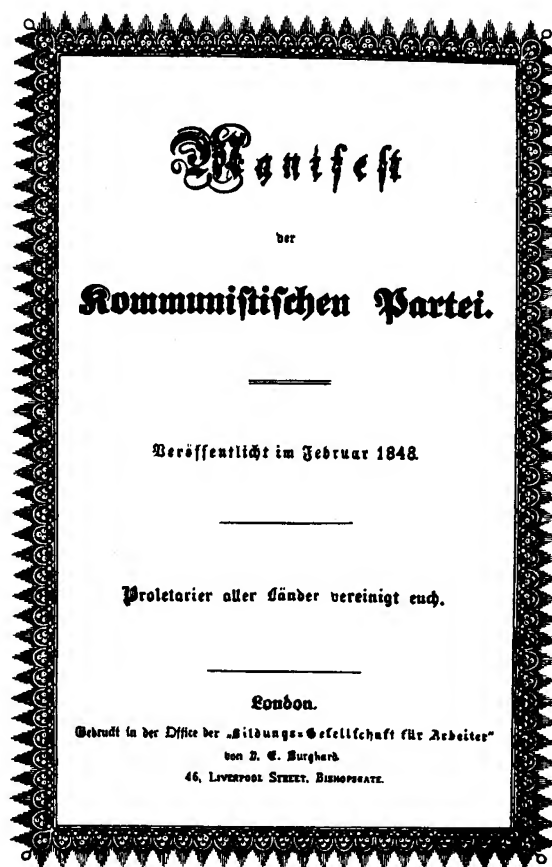 Manifest
der
Kommunistischen Partei.
Veröffentlicht im Februar 1848.
Proletarier aller Länder vereinigt euch.
London.
Gedruckt in der Office der „Bildungs-Gesellschaft für Arbeiter“
von J. E. Burghard.
46, LIVERPOOL STREET, BISHOPSGATE.